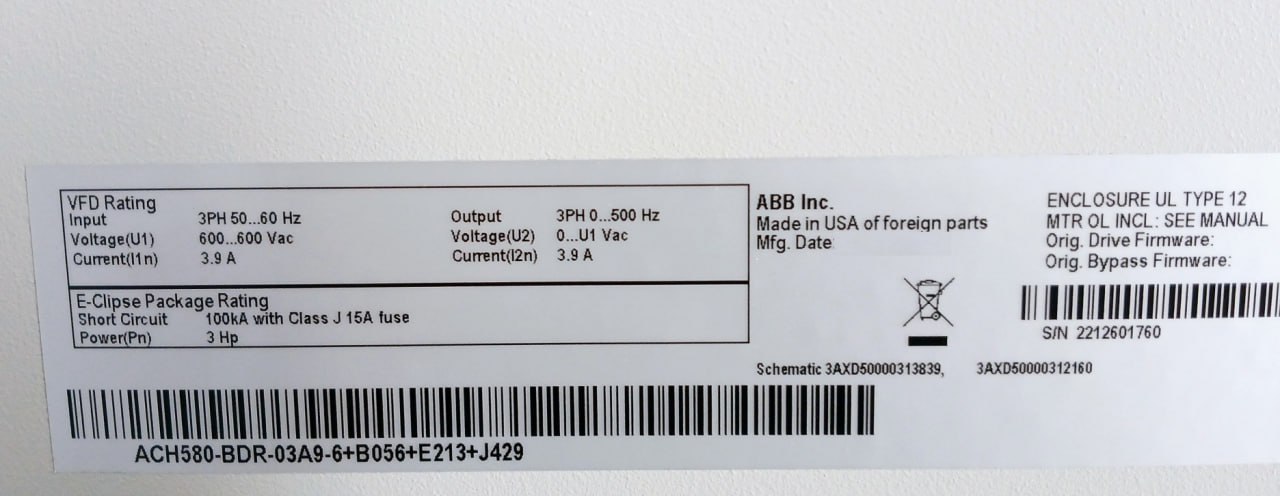 VFD Rating
Input 3PH 50...60 Hz Output 3PH 0...500 Hz
Voltage(U1) 600...600 Vac Voltage(U2) 0...U1 Vac
Current(I1n) 3.9 A Current(I2n) 3.9 A
E-Clipse Package Rating
Short Circuit 100kA with Class J 15A fuse
Power(Pn) 3 Hp
ABB Inc.
Made in USA of foreign parts
Mfg. Date
ENCLOSURE UL TYPE 12
MTR OL INCL: SEE MANUAL
Orig. Drive Firmware:
Orig. Bypass Firmware:
S/N 2212601760
Schematic 3AXD50000313839, 3AXD50000312160
ACH580-BDR-03A9-6+B056+E213+J429